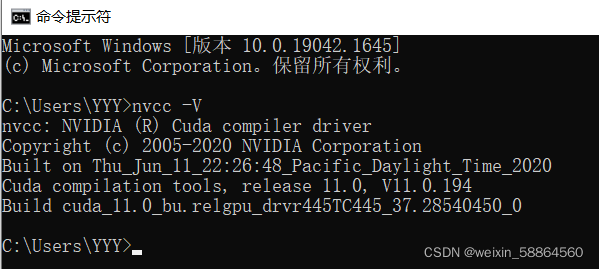 命令提示符
Microsoft Windows [版本 10.0.19042.1645]
(c) Microsoft Corporation。保留所有权利。
C:\Users\YYY>nvcc -V
nvcc: NVIDIA (R) Cuda compiler driver
Copyright (c) 2005-2020 NVIDIA Corporation
Built on Thu_Jun_11_22:26:48_Pacific_Daylight_Time_2020
Cuda compilation tools, release 11.0, V11.0.194
Build cuda_11.0_bu.relgpu_drvr445TC445_37.28540450_0
C:\Users\YYY>
CSDN @weixin_58864560